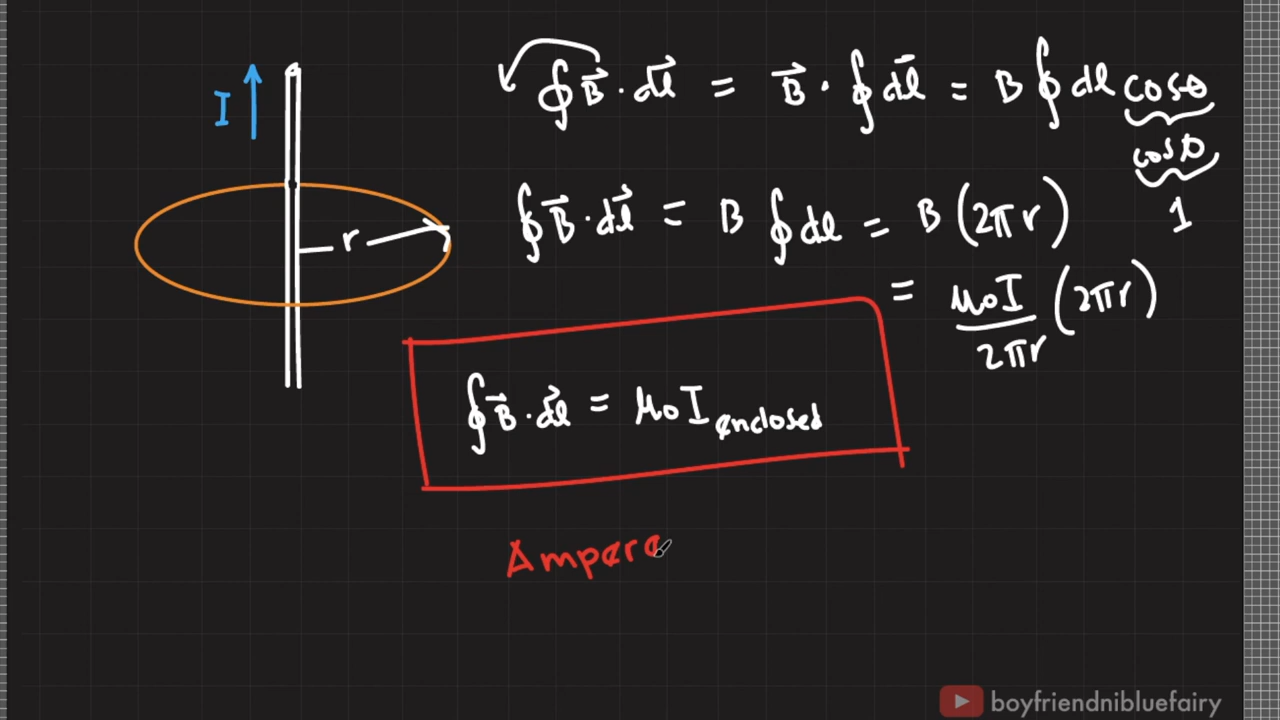 I
r
∮B⃗ · dl⃗ = B⃗ · ∮dl⃗ = B∮dl cosθ
cos0
1
∮B⃗ · dl⃗ = B ∮dl = B(2πr)
= μ₀I/2πr (2πr)
∮B⃗ · dl⃗ = μ₀I enclosed
Ampere
boyfriendnibluefairy